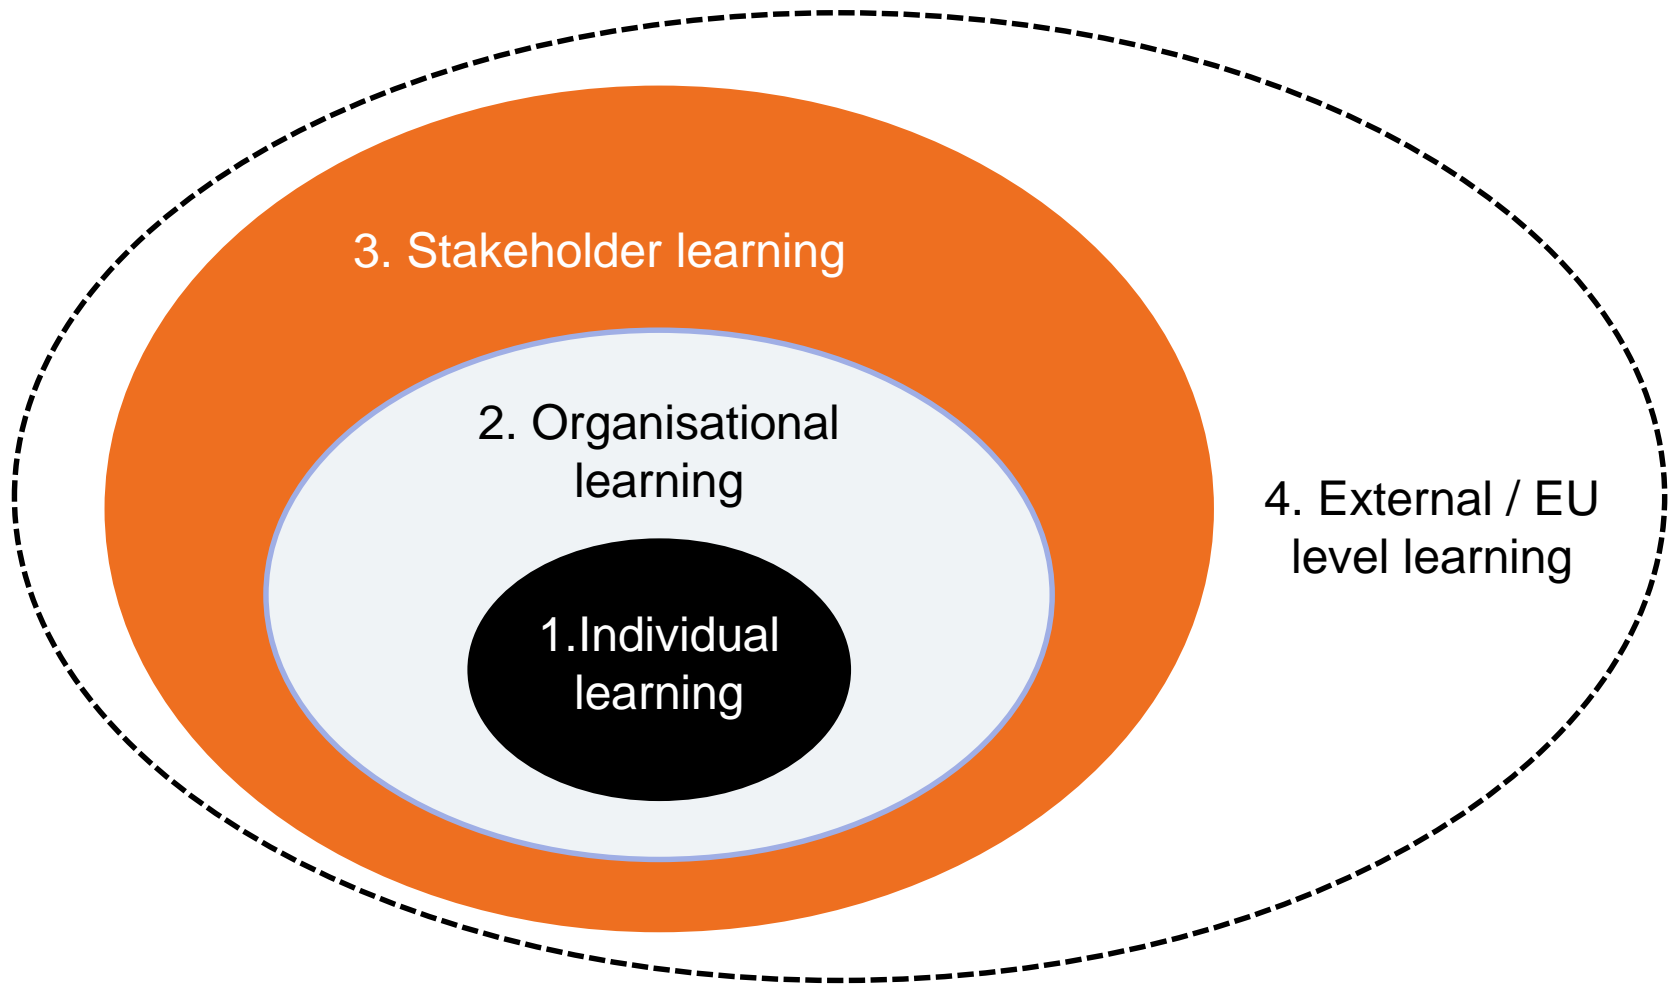 3. Stakeholder learning
2. Organisational
learning
1.Individual
learning
4. External / EU
level learning